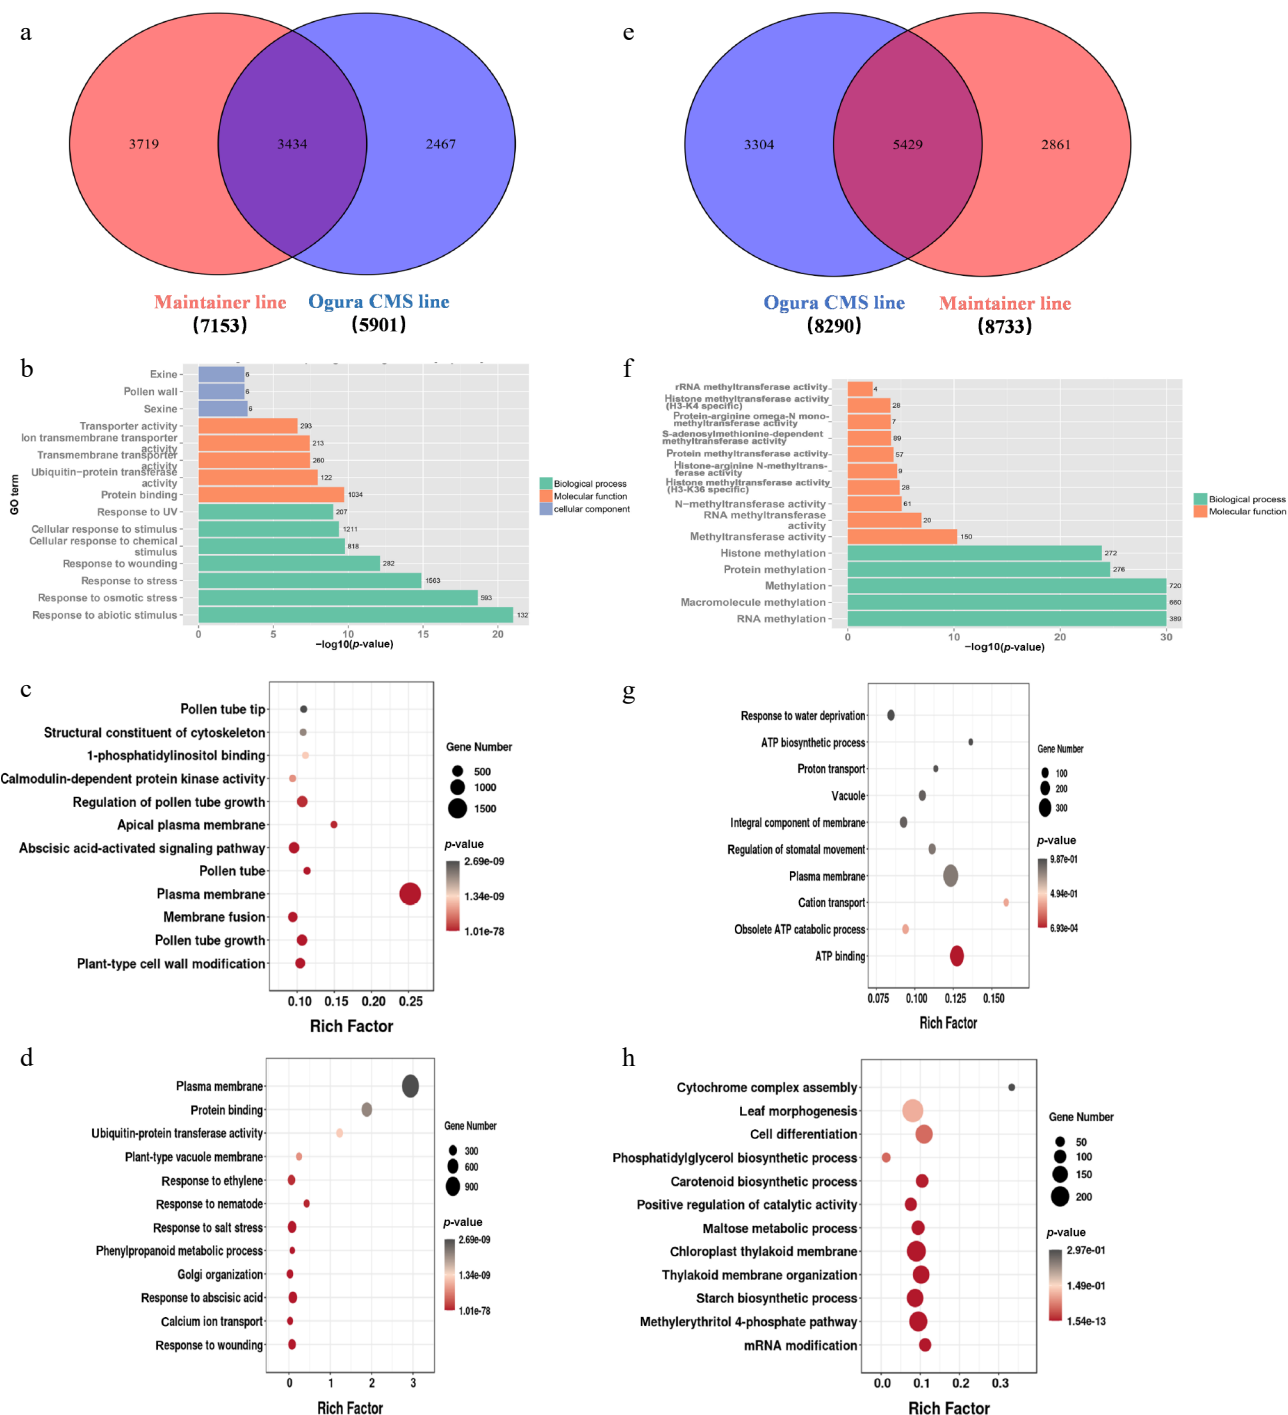 a
3719
3434
2467
Maintainer line
(7153)
Ogura CMS line
(5901)
e
3304
5429
2861
Ogura CMS line
(8290)
Maintainer line
(8733)
b
GO term
Exine
6
Pollen wall
6
Sexine
6
Transporter activity
293
Ion transmembrane transporter
activity
213
Transmembrane transporter
activity
260
Ubiquitin-protein transferase
activity
122
Protein binding
1034
Response to UV
207
Cellular response to stimulus
1211
Cellular response to chemical
stimulus
818
Response to wounding
282
Response to stress
1563
Response to osmotic stress
593
Response to abiotic stimulus
132
0 5 10 15 20
−log10(p-value)
Biological process
Molecular function
cellular component
f
rRNA methyltransferase activity
4
Histone methyltransferase activity
(H3-K4 specific)
28
Protein-arginine omega-N mono-
methyltransferase activity
7
S-adenosylmethionine-dependent
methyltransferase activity
89
Protein methyltransferase activity
57
Histone-arginine N-methyltrans-
ferase activity
9
Histone methyltransferase activity
(H3-K36 specific)
28
N-methyltransferase activity
61
RNA methyltransferase
activity
20
Methyltransferase activity
150
Histone methylation
272
Protein methylation
276
Methylation
720
Macromolecule methylation
660
RNA methylation
389
0 10 20 30
−log10(p-value)
Biological process
Molecular function
c
Pollen tube tip
Structural constituent of cytoskeleton
1-phosphatidylinositol binding
Calmodulin-dependent protein kinase activity
Regulation of pollen tube growth
Apical plasma membrane
Abscisic acid-activated signaling pathway
Pollen tube
Plasma membrane
Membrane fusion
Pollen tube growth
Plant-type cell wall modification
0.10 0.15 0.20 0.25
Rich Factor
Gene Number
500
1000
1500
p-value
2.69e-09
1.34e-09
1.01e-78
g
Response to water deprivation
ATP biosynthetic process
Proton transport
Vacuole
Integral component of membrane
Regulation of stomatal movement
Plasma membrane
Cation transport
Obsolete ATP catabolic process
ATP binding
0.075 0.100 0.125 0.150
Rich Factor
Gene Number
100
200
300
p-value
9.87e-01
4.94e-01
6.93e-04
d
Plasma membrane
Protein binding
Ubiquitin-protein transferase activity
Plant-type vacuole membrane
Response to ethylene
Response to nematode
Response to salt stress
Phenylpropanoid metabolic process
Golgi organization
Response to abscisic acid
Calcium ion transport
Response to wounding
0 1 2 3
Rich Factor
Gene Number
300
600
900
p-value
2.69e-09
1.34e-09
1.01e-78
h
Cytochrome complex assembly
Leaf morphogenesis
Cell differentiation
Phosphatidylglycerol biosynthetic process
Carotenoid biosynthetic process
Positive regulation of catalytic activity
Maltose metabolic process
Chloroplast thylakoid membrane
Thylakoid membrane organization
Starch biosynthetic process
Methylerythritol 4-phosphate pathway
mRNA modification
0.0 0.1 0.2 0.3
Rich Factor
Gene Number
50
100
150
200
p-value
2.97e-01
1.49e-01
1.54e-13